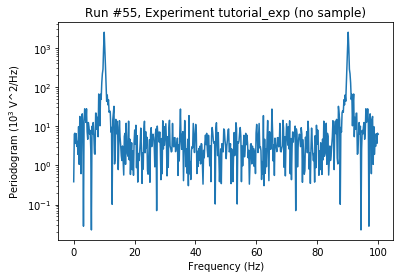 Run #55, Experiment tutorial_exp (no sample)
Periodogram (10³ V^2/Hz)
10³
10²
10¹
10⁰
10⁻¹
0 20 40 60 80 100
Frequency (Hz)